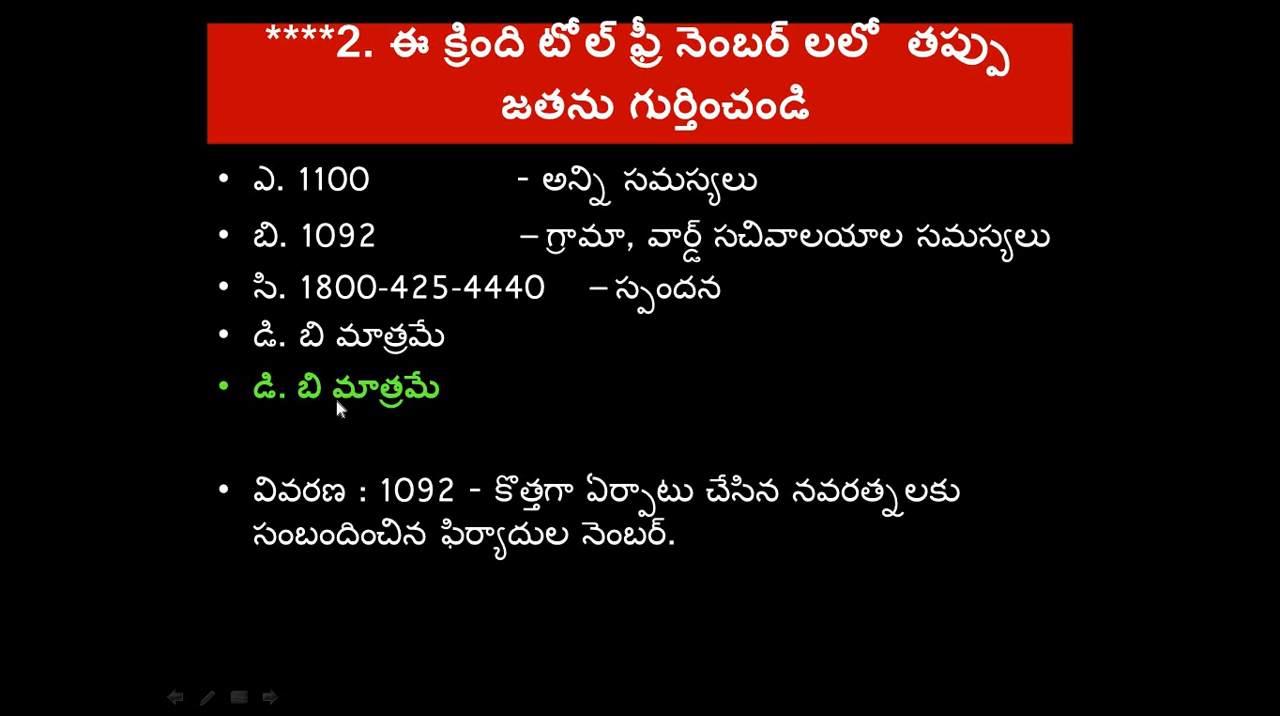 ****2. ఈ క్రింది టోల్ ఫ్రీ నెంబర్ లలో తప్పు
జతను గుర్తించండి
• ఎ. 1100 - అన్ని సమస్యలు
• బి. 1092 – గ్రామా, వార్డ్ సచివాలయాల సమస్యలు
• సి. 1800-425-4440 – స్పందన
• డి. బి మాత్రమే
• డి. బి మాత్రమే
• వివరణ : 1092 - కొత్తగా ఏర్పాటు చేసిన నవరత్నలకు
సంబందించిన ఫిర్యాదుల నెంబర్.